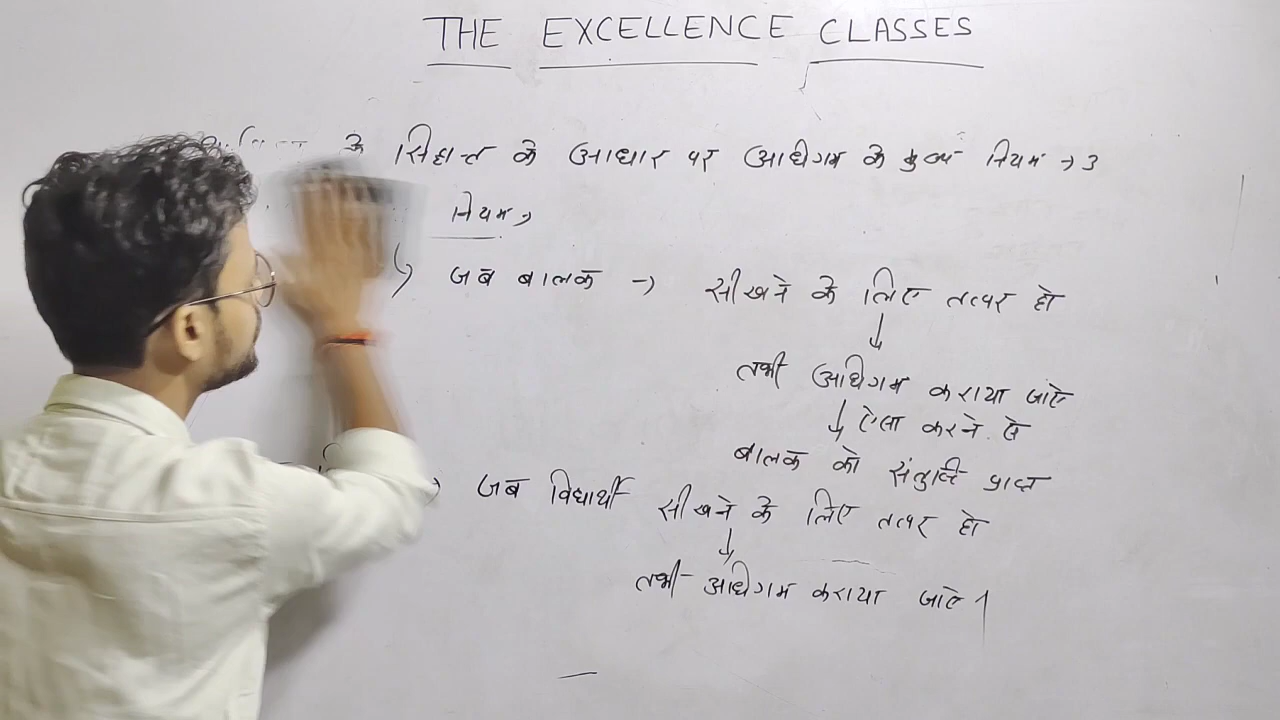 THE EXCELLENCE CLASSES
के सिद्धान्त के आधार पर अधिगम के मुख्य नियम → 3
नियम →
जब बालक → सीखने के लिए तत्पर हो
↓
तभी अधिगम कराया जाऐ
↓ ऐसा करने से
बालक को संतुष्टि प्राप्त
जब विद्यार्थी सीखने के लिए तत्पर हो
↓
तभी अधिगम कराया जाऐ।